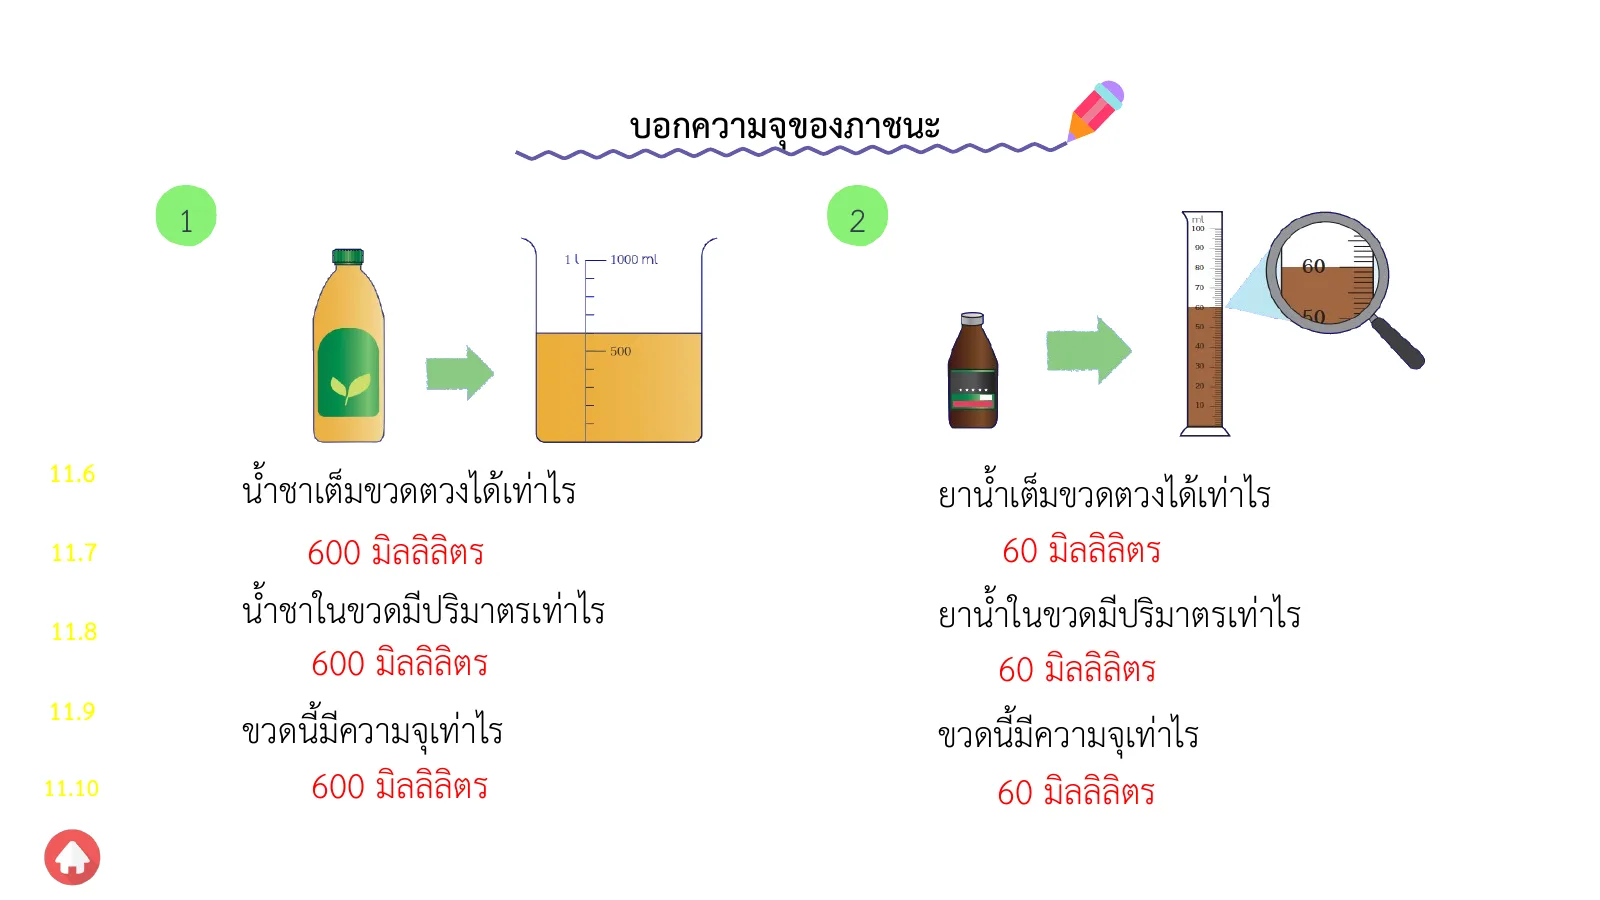 บอกความจุของภาชนะ
1
1 l 1000 ml
500
น้ำชาเต็มขวดตวงได้เท่าไร
600 มิลลิลิตร
น้ำชาในขวดมีปริมาตรเท่าไร
600 มิลลิลิตร
ขวดนี้มีความจุเท่าไร
600 มิลลิลิตร
2
ml
100
90
80
70
60
50
40
30
20
10
60
50
ยาน้ำเต็มขวดตวงได้เท่าไร
60 มิลลิลิตร
ยาน้ำในขวดมีปริมาตรเท่าไร
60 มิลลิลิตร
ขวดนี้มีความจุเท่าไร
60 มิลลิลิตร
11.6
11.7
11.8
11.9
11.10